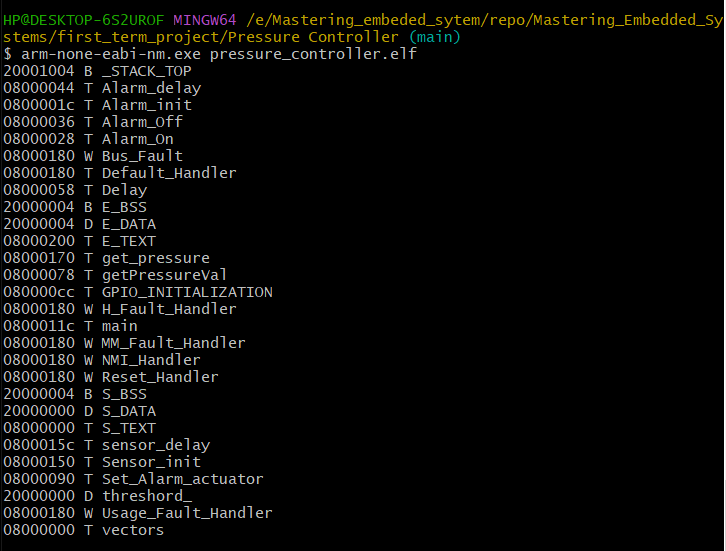 HP@DESKTOP-6S2UROF MINGW64 /e/Mastering_embeded_sytem/repo/Mastering_Embedded_Sy
stems/first_term_project/Pressure Controller (main)
$ arm-none-eabi-nm.exe pressure_controller.elf
20001004 B _STACK_TOP
08000044 T Alarm_delay
0800001c T Alarm_init
08000036 T Alarm_Off
08000028 T Alarm_On
08000180 W Bus_Fault
08000180 T Default_Handler
08000058 T Delay
20000004 B E_BSS
20000004 D E_DATA
08000200 T E_TEXT
08000170 T get_pressure
08000078 T getPressureVal
080000cc T GPIO_INITIALIZATION
08000180 W H_Fault_Handler
0800011c T main
08000180 W MM_Fault_Handler
08000180 W NMI_Handler
08000180 W Reset_Handler
20000004 B S_BSS
20000000 D S_DATA
08000000 T S_TEXT
0800015c T sensor_delay
08000150 T Sensor_init
08000090 T Set_Alarm_actuator
20000000 D threshord_
08000180 W Usage_Fault_Handler
08000000 T vectors